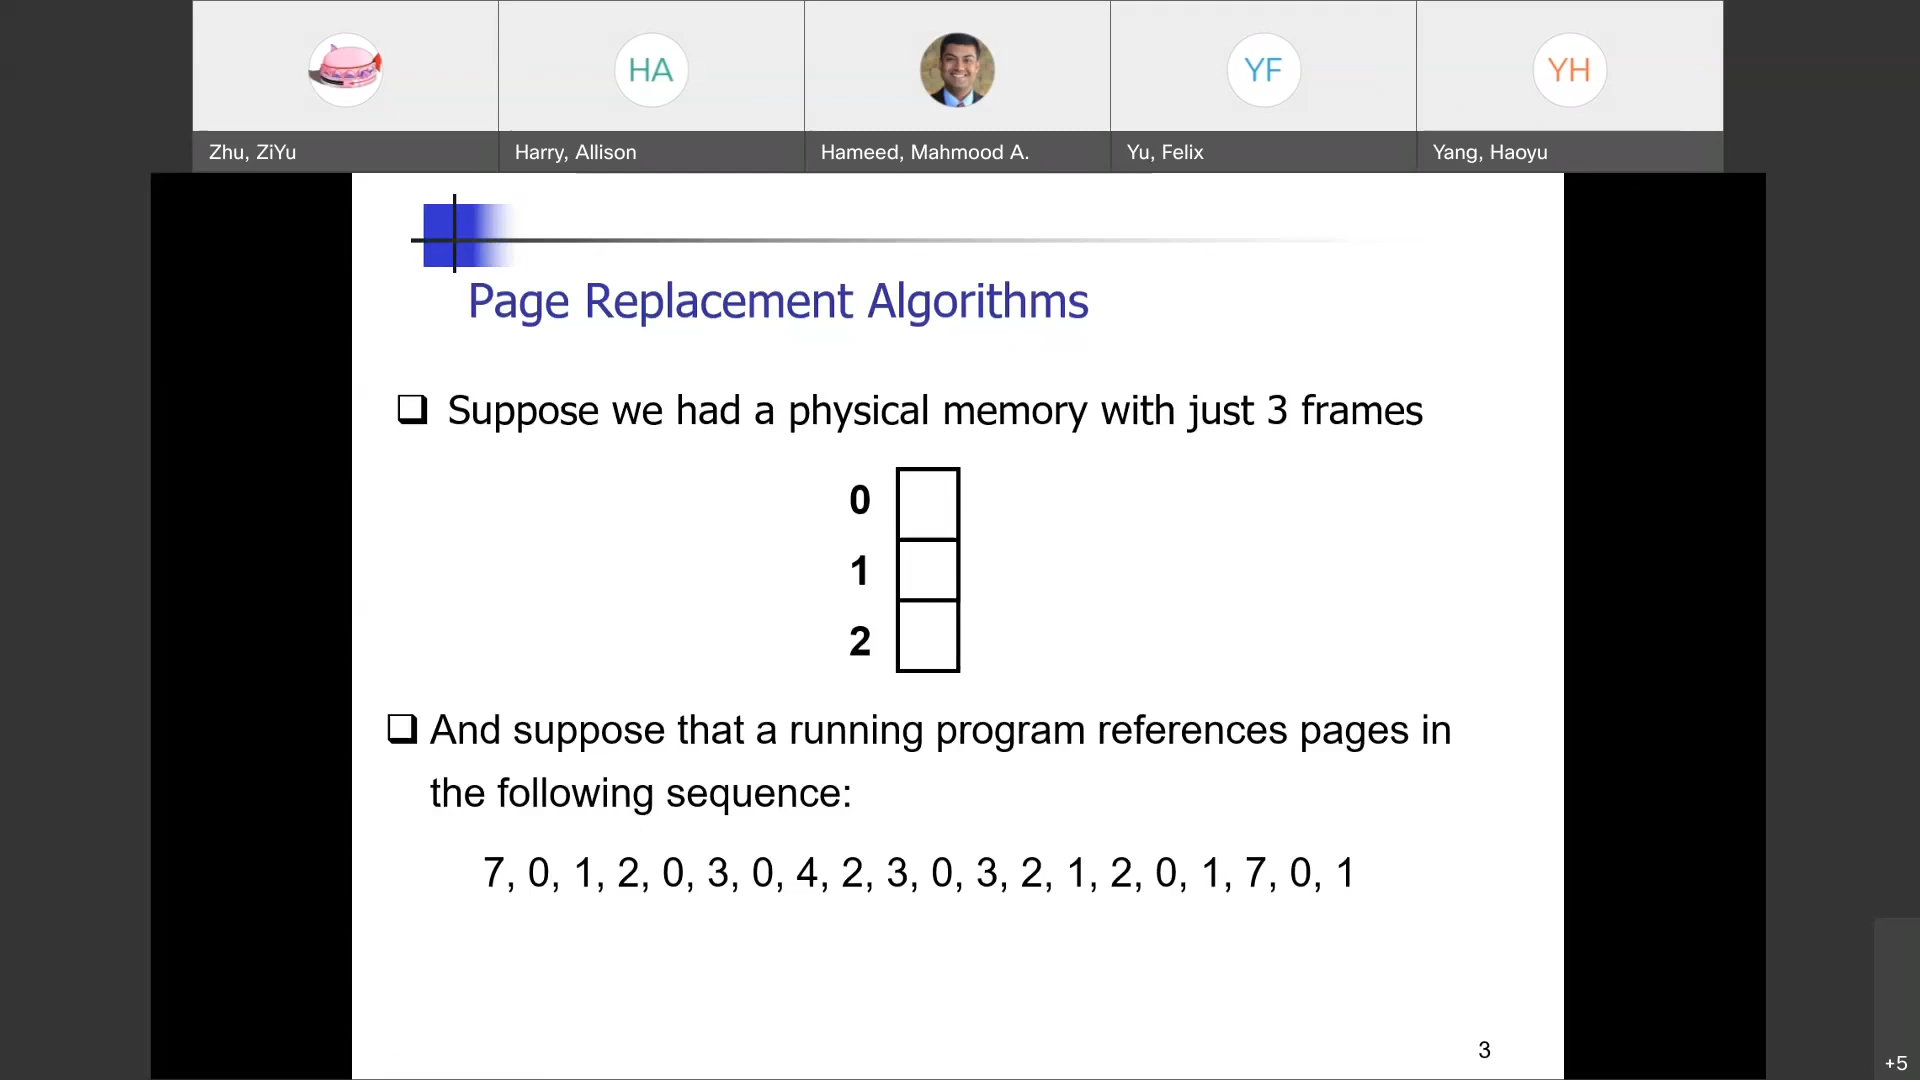 HA
YF
YH
Zhu, ZiYu
Harry, Allison
Hameed, Mahmood A.
Yu, Felix
Yang, Haoyu
Page Replacement Algorithms
Suppose we had a physical memory with just 3 frames
0
1
2
And suppose that a running program references pages in
the following sequence:
7, 0, 1, 2, 0, 3, 0, 4, 2, 3, 0, 3, 2, 1, 2, 0, 1, 7, 0, 1
3
+5